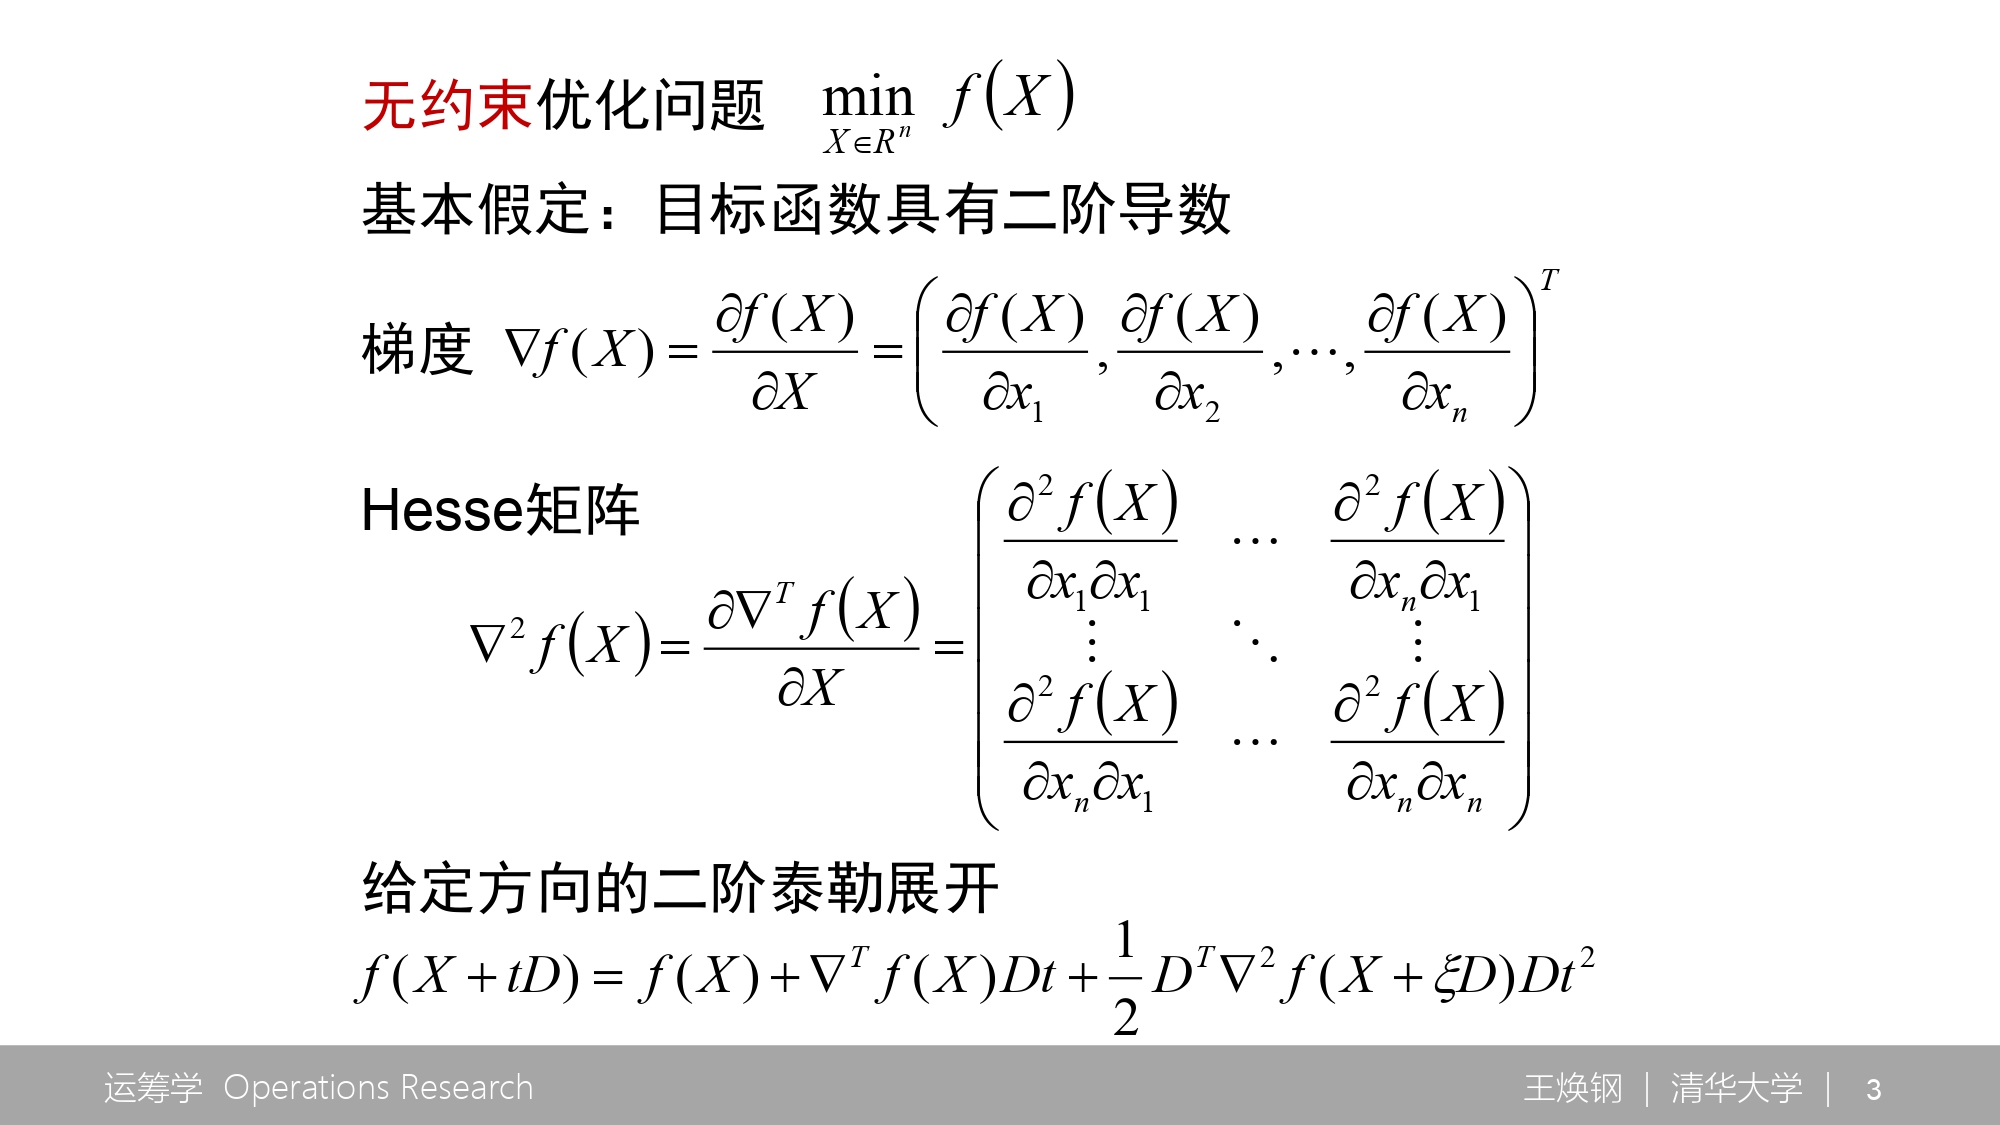 无约束优化问题 $\min_{X \in R^n} f(X)$
基本假定：目标函数具有二阶导数
梯度 $\nabla f(X) = \frac{\partial f(X)}{\partial X} = \left( \frac{\partial f(X)}{\partial x_1}, \frac{\partial f(X)}{\partial x_2}, \cdots, \frac{\partial f(X)}{\partial x_n} \right)^T$
Hesse矩阵
$\nabla^2 f(X) = \frac{\partial \nabla^T f(X)}{\partial X} = \begin{pmatrix} \frac{\partial^2 f(X)}{\partial x_1 \partial x_1} & \cdots & \frac{\partial^2 f(X)}{\partial x_n \partial x_1} \\ \vdots & \ddots & \vdots \\ \frac{\partial^2 f(X)}{\partial x_n \partial x_1} & \cdots & \frac{\partial^2 f(X)}{\partial x_n \partial x_n} \end{pmatrix}$
给定方向的二阶泰勒展开
$f(X + tD) = f(X) + \nabla^T f(X)Dt + \frac{1}{2} D^T \nabla^2 f(X + \xi D)Dt^2$
运筹学 Operations Research
王焕钢 | 清华大学 | 3